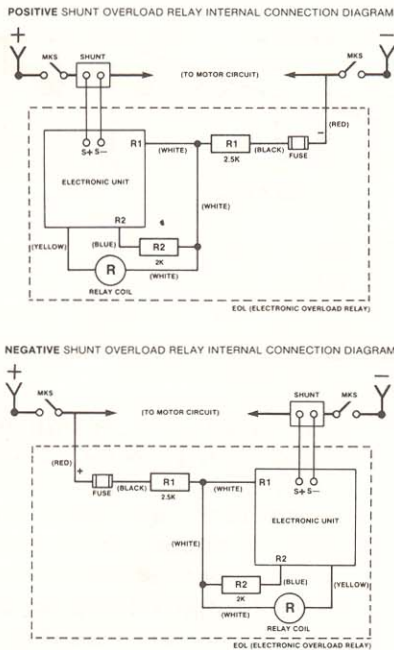 POSITIVE SHUNT OVERLOAD RELAY INTERNAL CONNECTION DIAGRAM
+ −
MKS SHUNT (TO MOTOR CIRCUIT) MKS
− (RED)
R1 (WHITE) R1 (BLACK) FUSE
2.5K
S+ S−
ELECTRONIC UNIT
(WHITE)
R2
(YELLOW) (BLUE) R2
2K
R (WHITE)
RELAY COIL
EOL (ELECTRONIC OVERLOAD RELAY)
NEGATIVE SHUNT OVERLOAD RELAY INTERNAL CONNECTION DIAGRAM
+ −
MKS (TO MOTOR CIRCUIT) SHUNT MKS
(RED) +
FUSE (BLACK) R1 (WHITE) R1
2.5K
S+ S−
ELECTRONIC UNIT
(WHITE)
R2
R2 (BLUE) (YELLOW)
2K
(WHITE) R
RELAY COIL
EOL (ELECTRONIC OVERLOAD RELAY)